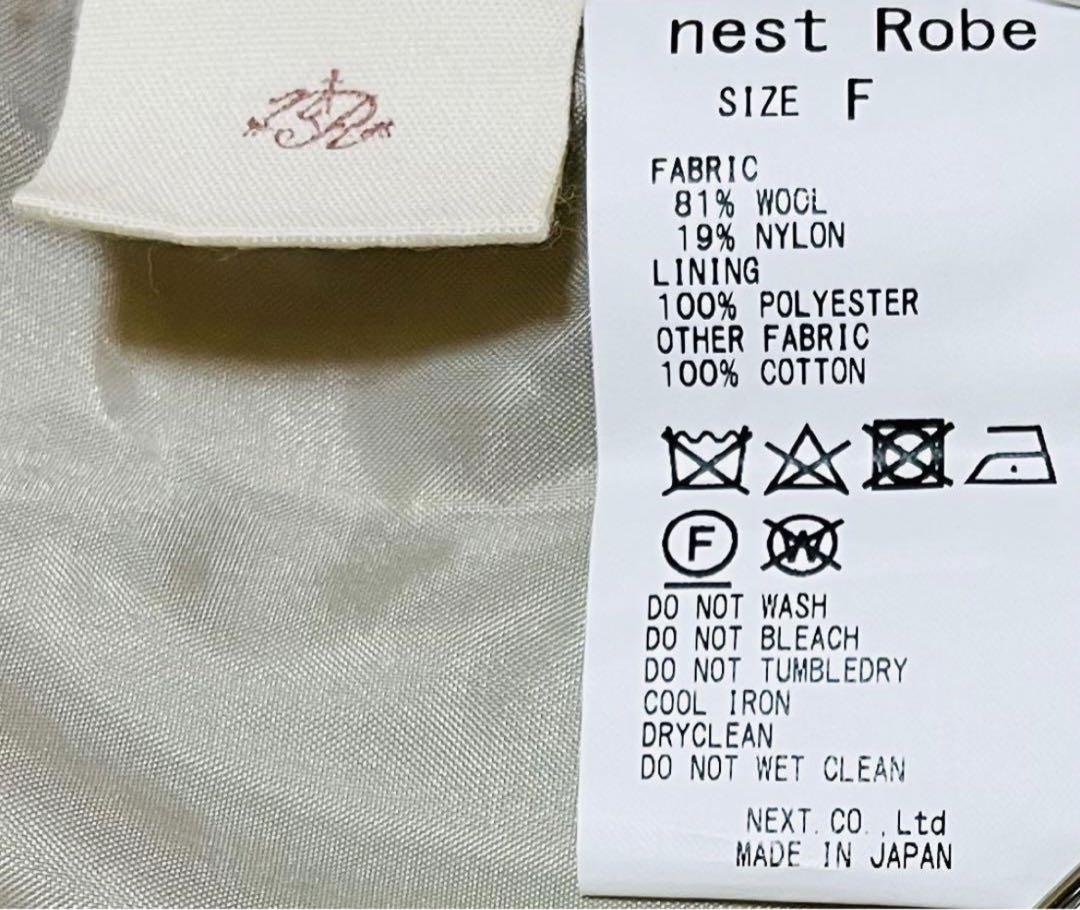 nest Robe
SIZE F
FABRIC
81% WOOL
19% NYLON
LINING
100% POLYESTER
OTHER FABRIC
100% COTTON
F
W
DO NOT WASH
DO NOT BLEACH
DO NOT TUMBLEDRY
COOL IRON
DRYCLEAN
DO NOT WET CLEAN
NEXT. CO., Ltd
MADE IN JAPAN